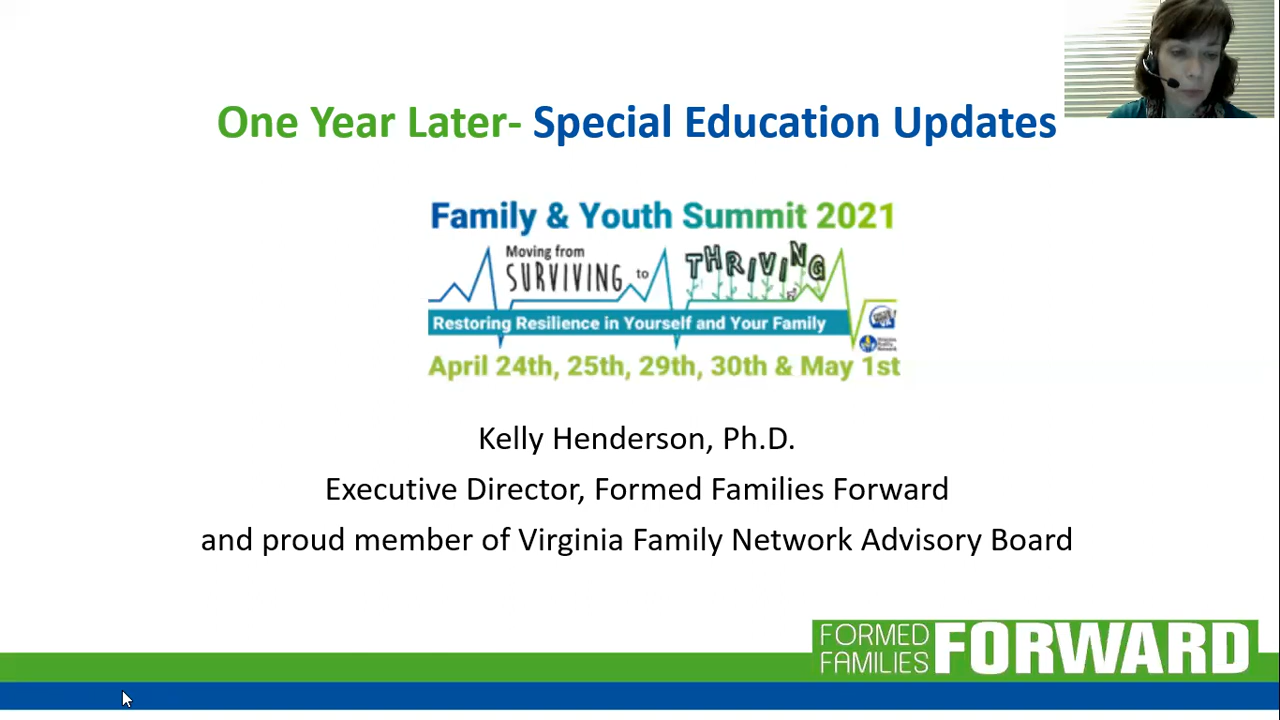 One Year Later- Special Education Updates
Family & Youth Summit 2021
Moving from
SURVIVING to THRIVING
Restoring Resilience in Yourself and Your Family
April 24th, 25th, 29th, 30th & May 1st
Kelly Henderson, Ph.D.
Executive Director, Formed Families Forward
and proud member of Virginia Family Network Advisory Board
FORMED
FAMILIES
FORWARD